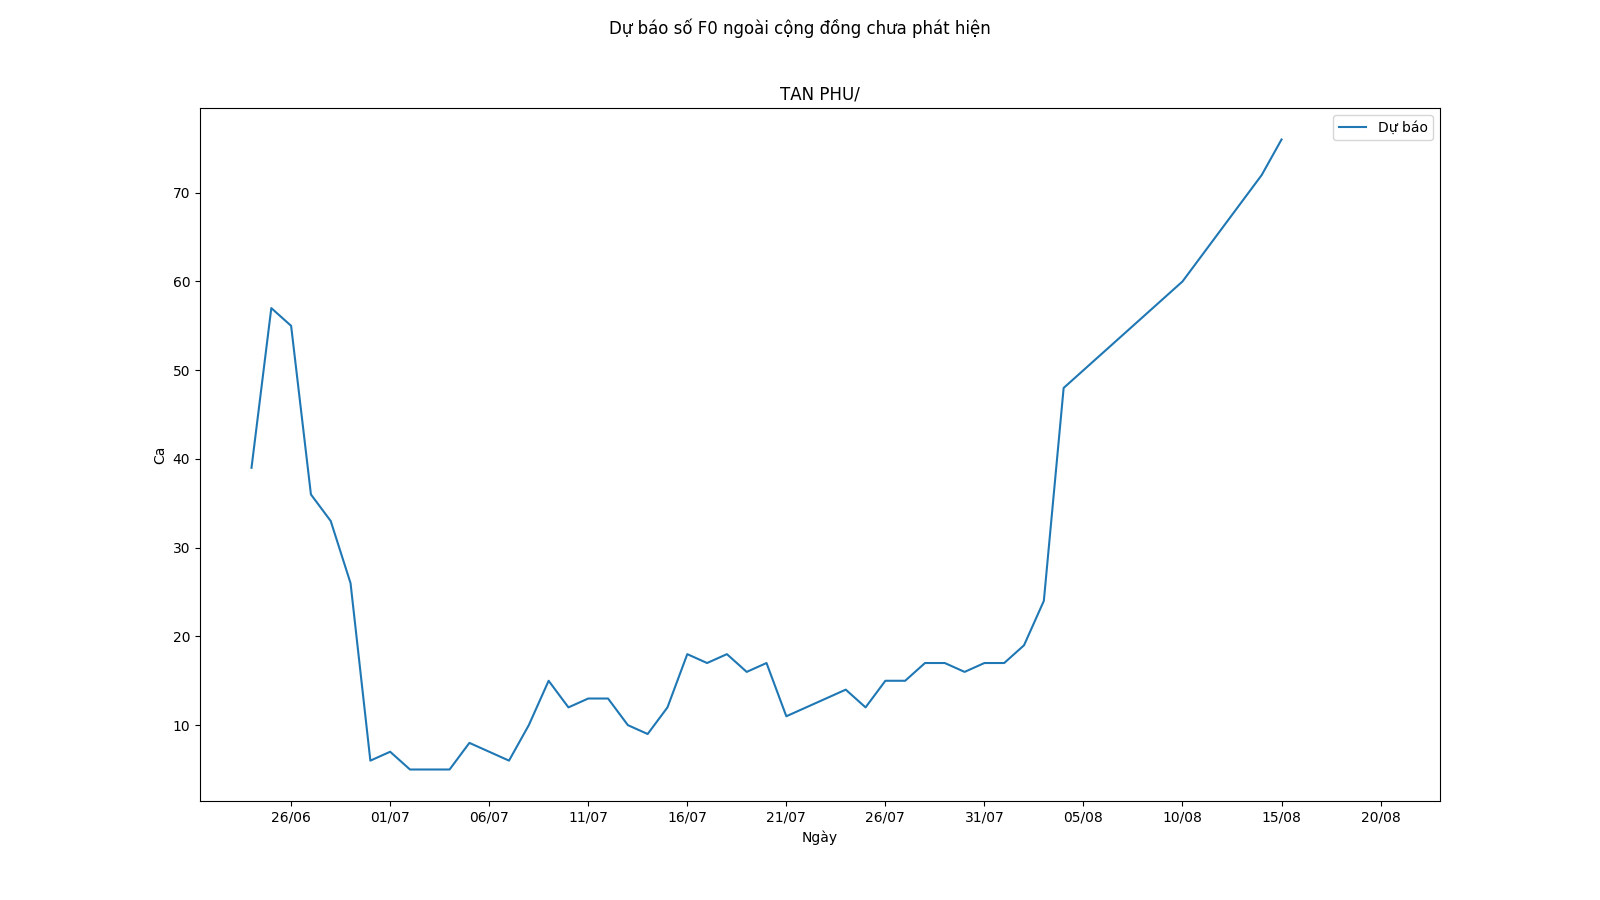 Dự báo số F0 ngoài cộng đồng chưa phát hiện
TAN PHU/
Dự báo
70
60
50
40
30
20
10
Ca
26/06 01/07 06/07 11/07 16/07 21/07 26/07 31/07 05/08 10/08 15/08 20/08
Ngày